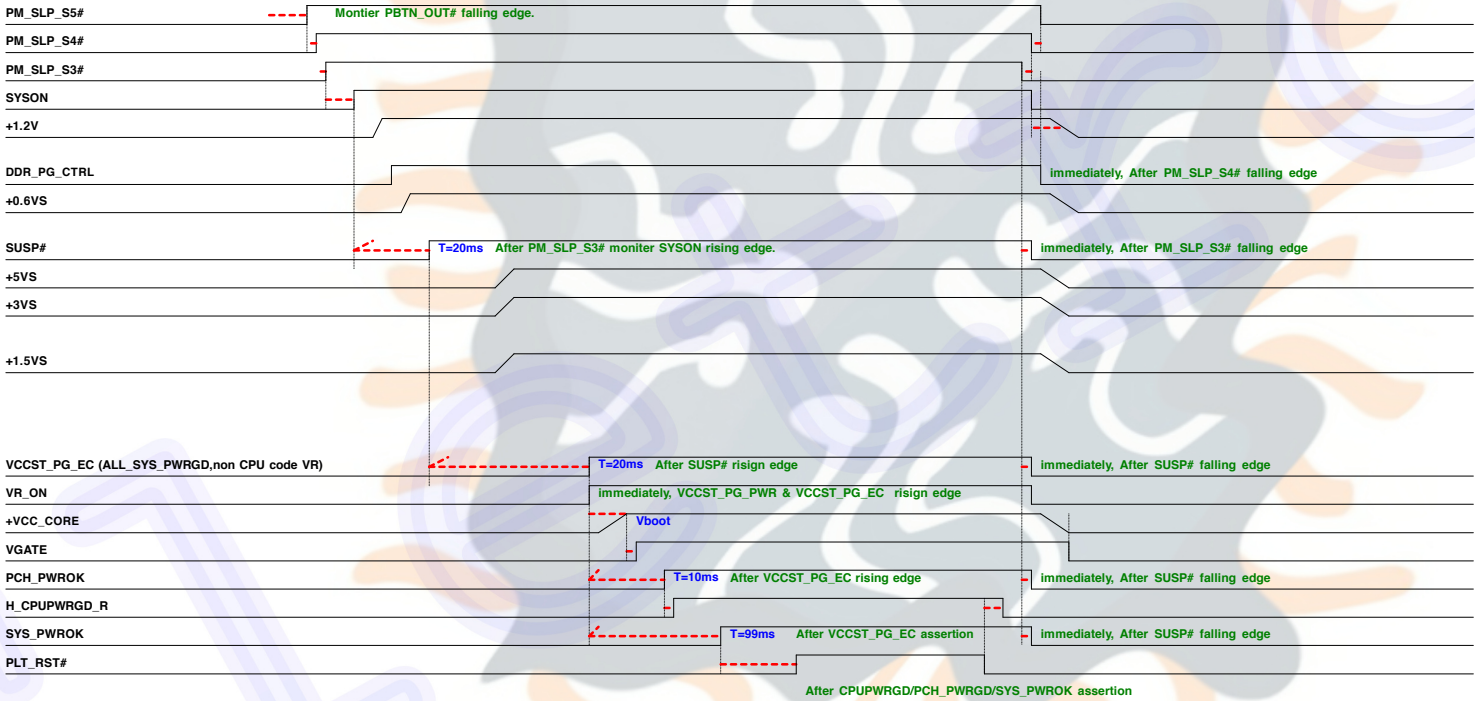 PM_SLP_S5# Montier PBTN_OUT# falling edge.
PM_SLP_S4#
PM_SLP_S3#
SYSON
+1.2V
DDR_PG_CTRL immediately, After PM_SLP_S4# falling edge
+0.6VS
SUSP# T=20ms After PM_SLP_S3# moniter SYSON rising edge. immediately, After PM_SLP_S3# falling edge
+5VS
+3VS
+1.5VS
VCCST_PG_EC (ALL_SYS_PWRGD,non CPU code VR) T=20ms After SUSP# risign edge immediately, After SUSP# falling edge
VR_ON immediately, VCCST_PG_PWR & VCCST_PG_EC risign edge
+VCC_CORE Vboot
VGATE
PCH_PWROK T=10ms After VCCST_PG_EC rising edge immediately, After SUSP# falling edge
H_CPUPWRGD_R
SYS_PWROK T=99ms After VCCST_PG_EC assertion immediately, After SUSP# falling edge
PLT_RST#
After CPUPWRGD/PCH_PWRGD/SYS_PWROK assertion